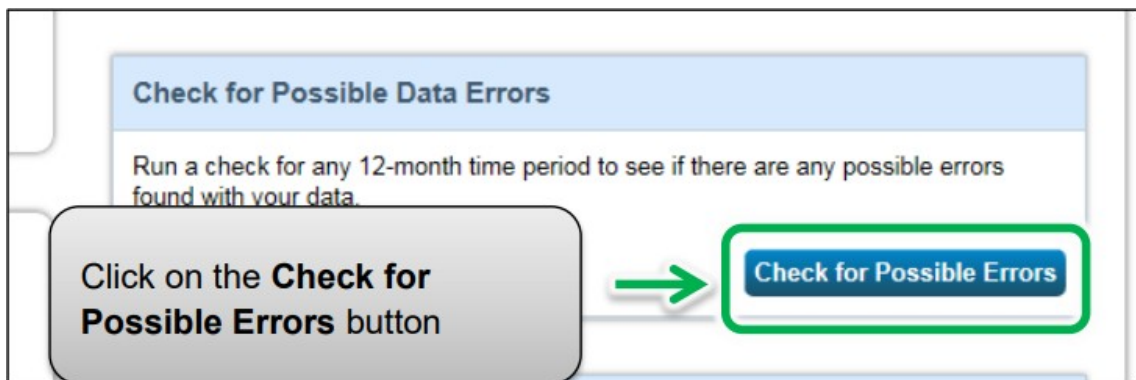 Check for Possible Data Errors
Run a check for any 12-month time period to see if there are any possible errors
found with your data.
Click on the Check for
Possible Errors button
Check for Possible Errors